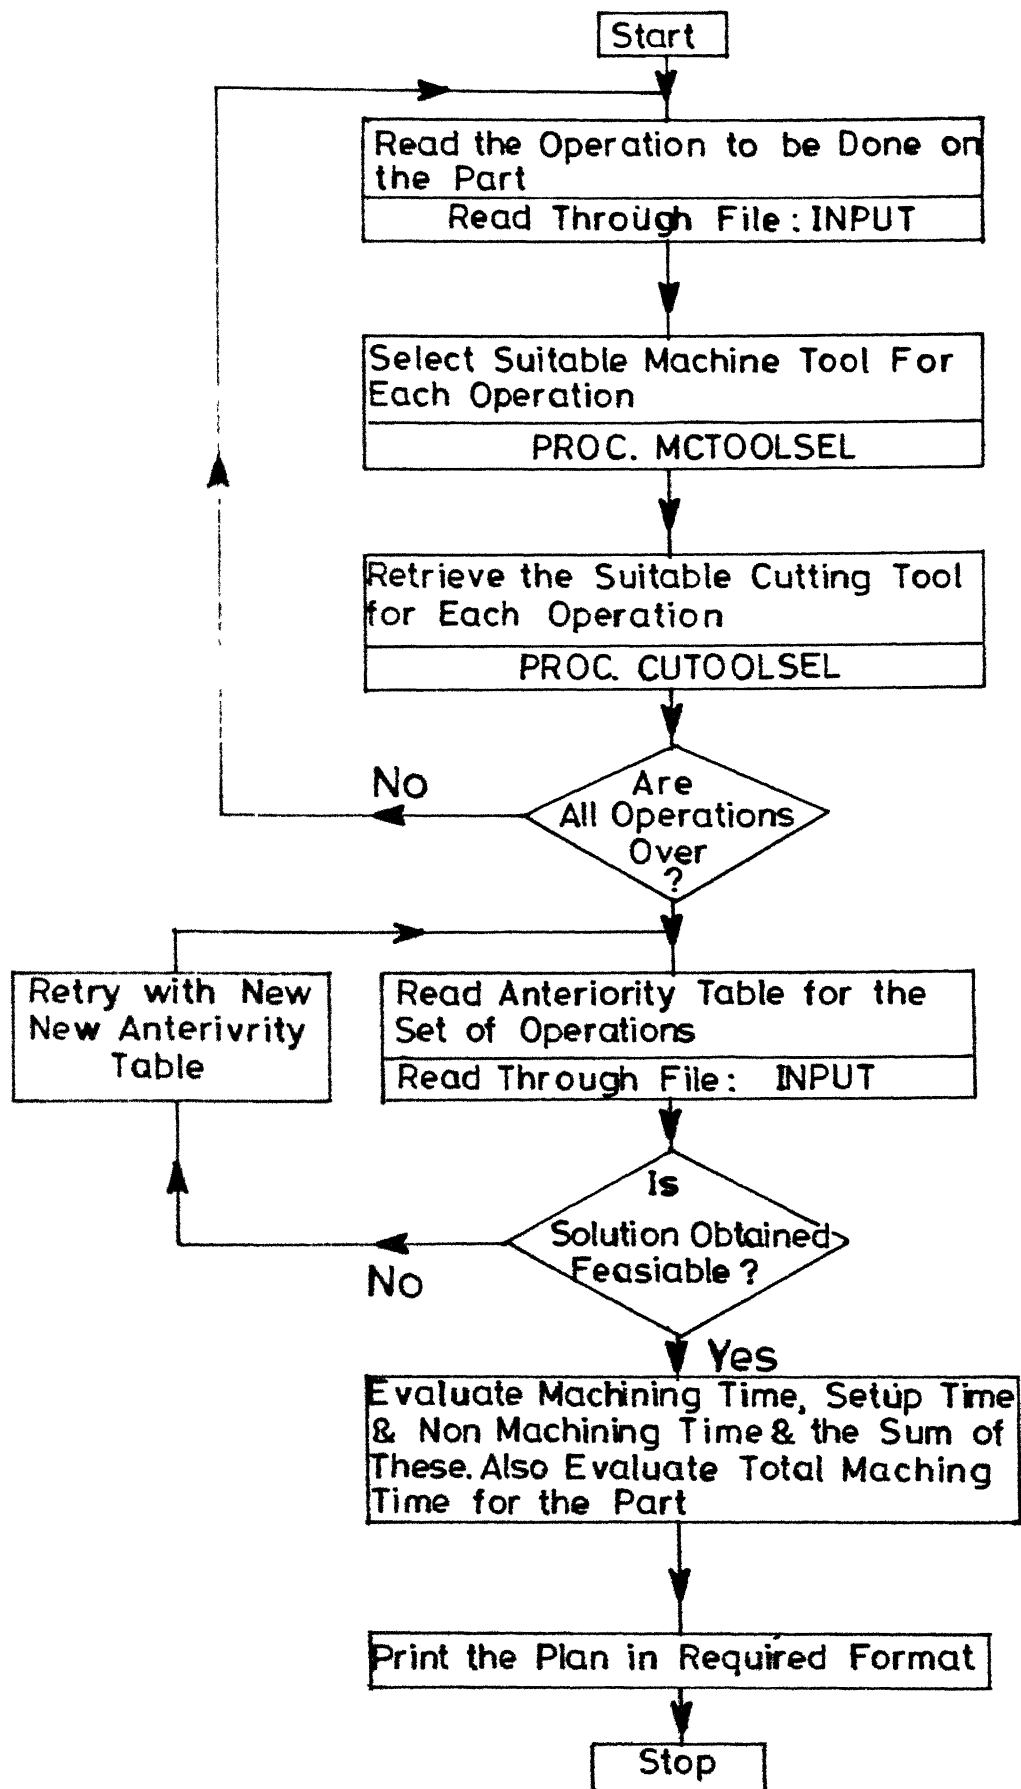 Start
Read the Operation to be Done on
the Part
Read Through File : INPUT
Select Suitable Machine Tool For
Each Operation
PROC. MCTOOLSEL
Retrieve the Suitable Cutting Tool
for Each Operation
PROC. CUTOOLSEL
No
Are
All Operations
Over
?
Retry with New
New Anterivrity
Table
Read Anteriority Table for the
Set of Operations
Read Through File : INPUT
Is
Solution Obtained
Feasiable ?
No
Yes
Evaluate Machining Time, Setup Time
& Non Machining Time & the Sum of
These. Also Evaluate Total Maching
Time for the Part
Print the Plan in Required Format
Stop